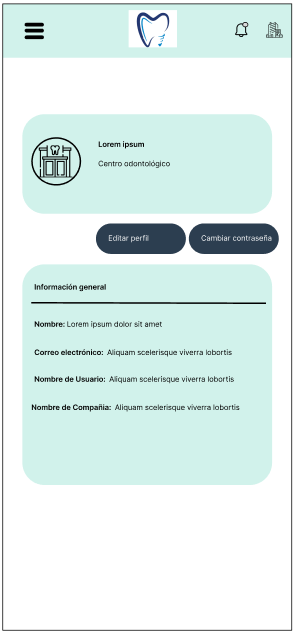 Lorem ipsum
Centro odontológico
Editar perfil
Cambiar contraseña
Información general
Nombre: Lorem ipsum dolor sit amet
Correo electrónico: Aliquam scelerisque viverra lobortis
Nombre de Usuario: Aliquam scelerisque viverra lobortis
Nombre de Compañia: Aliquam scelerisque viverra lobortis